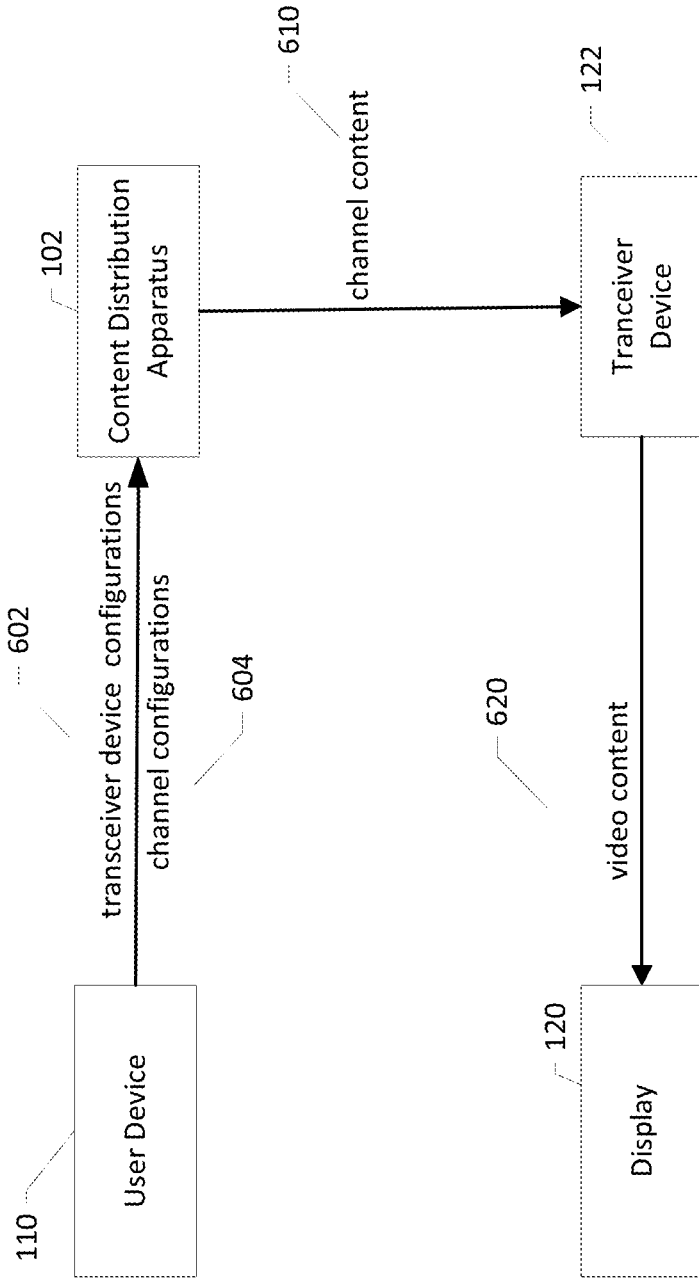 110
User Device
602
transceiver device configurations
channel configurations
604
102
Content Distribution
Apparatus
610
channel content
120
Display
620
video content
122
Tranceiver
Device